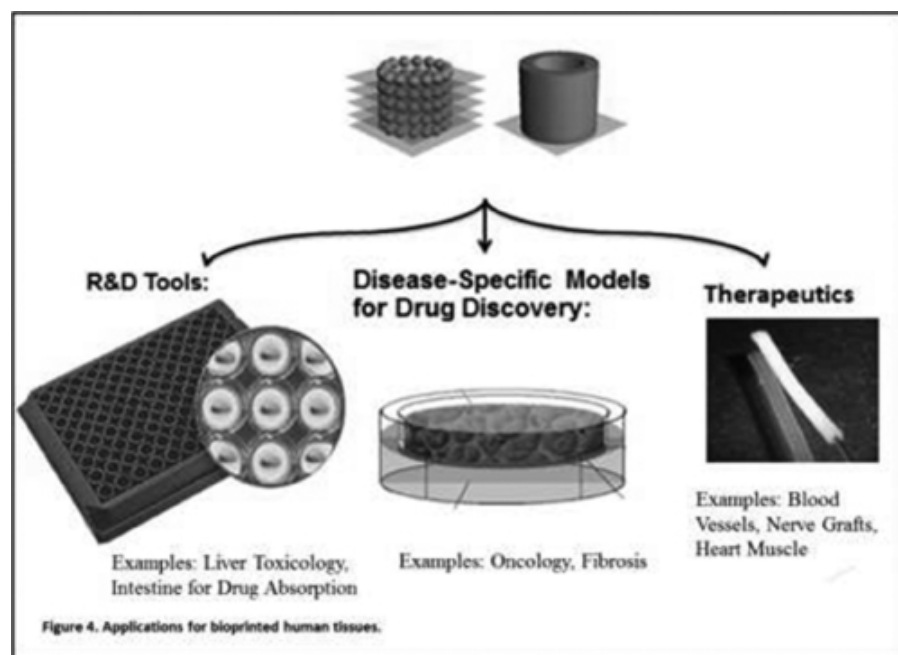 R&D Tools:
Disease-Specific Models
for Drug Discovery:
Therapeutics
Examples: Liver Toxicology,
Intestine for Drug Absorption
Examples: Oncology, Fibrosis
Examples: Blood
Vessels, Nerve Grafts,
Heart Muscle
Figure 4. Applications for bioprinted human tissues.